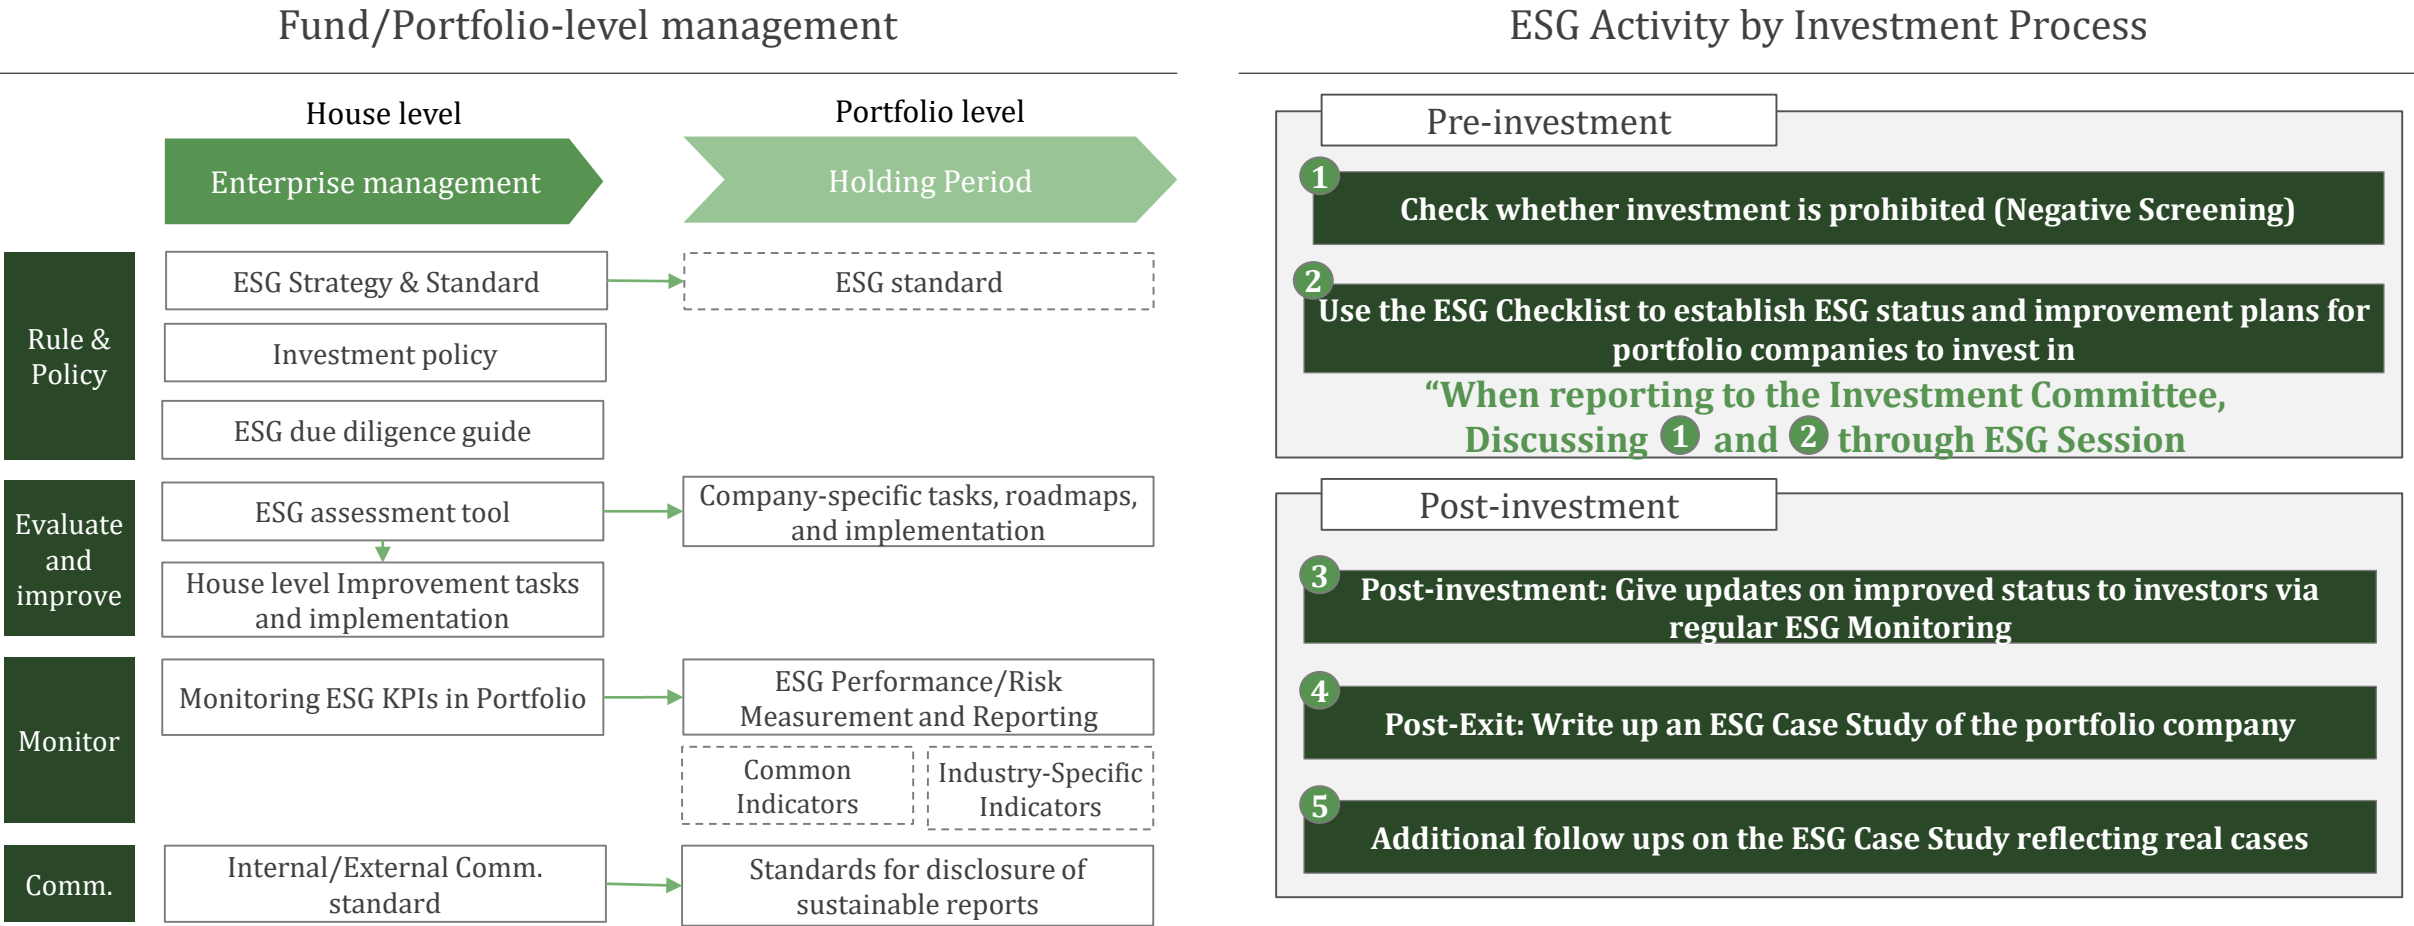 Fund/Portfolio-level management
House level
Portfolio level
Enterprise management
Holding Period
Rule &
Policy
ESG Strategy & Standard
ESG standard
Investment policy
ESG due diligence guide
Evaluate
and
improve
ESG assessment tool
Company-specific tasks, roadmaps,
and implementation
House level Improvement tasks
and implementation
Monitor
Monitoring ESG KPIs in Portfolio
ESG Performance/Risk
Measurement and Reporting
Common
Indicators
Industry-Specific
Indicators
Comm.
Internal/External Comm.
standard
Standards for disclosure of
sustainable reports
ESG Activity by Investment Process
Pre-investment
1
Check whether investment is prohibited (Negative Screening)
2
Use the ESG Checklist to establish ESG status and improvement plans for
portfolio companies to invest in
“When reporting to the Investment Committee,
Discussing 1 and 2 through ESG Session
Post-investment
3
Post-investment: Give updates on improved status to investors via
regular ESG Monitoring
4
Post-Exit: Write up an ESG Case Study of the portfolio company
5
Additional follow ups on the ESG Case Study reflecting real cases